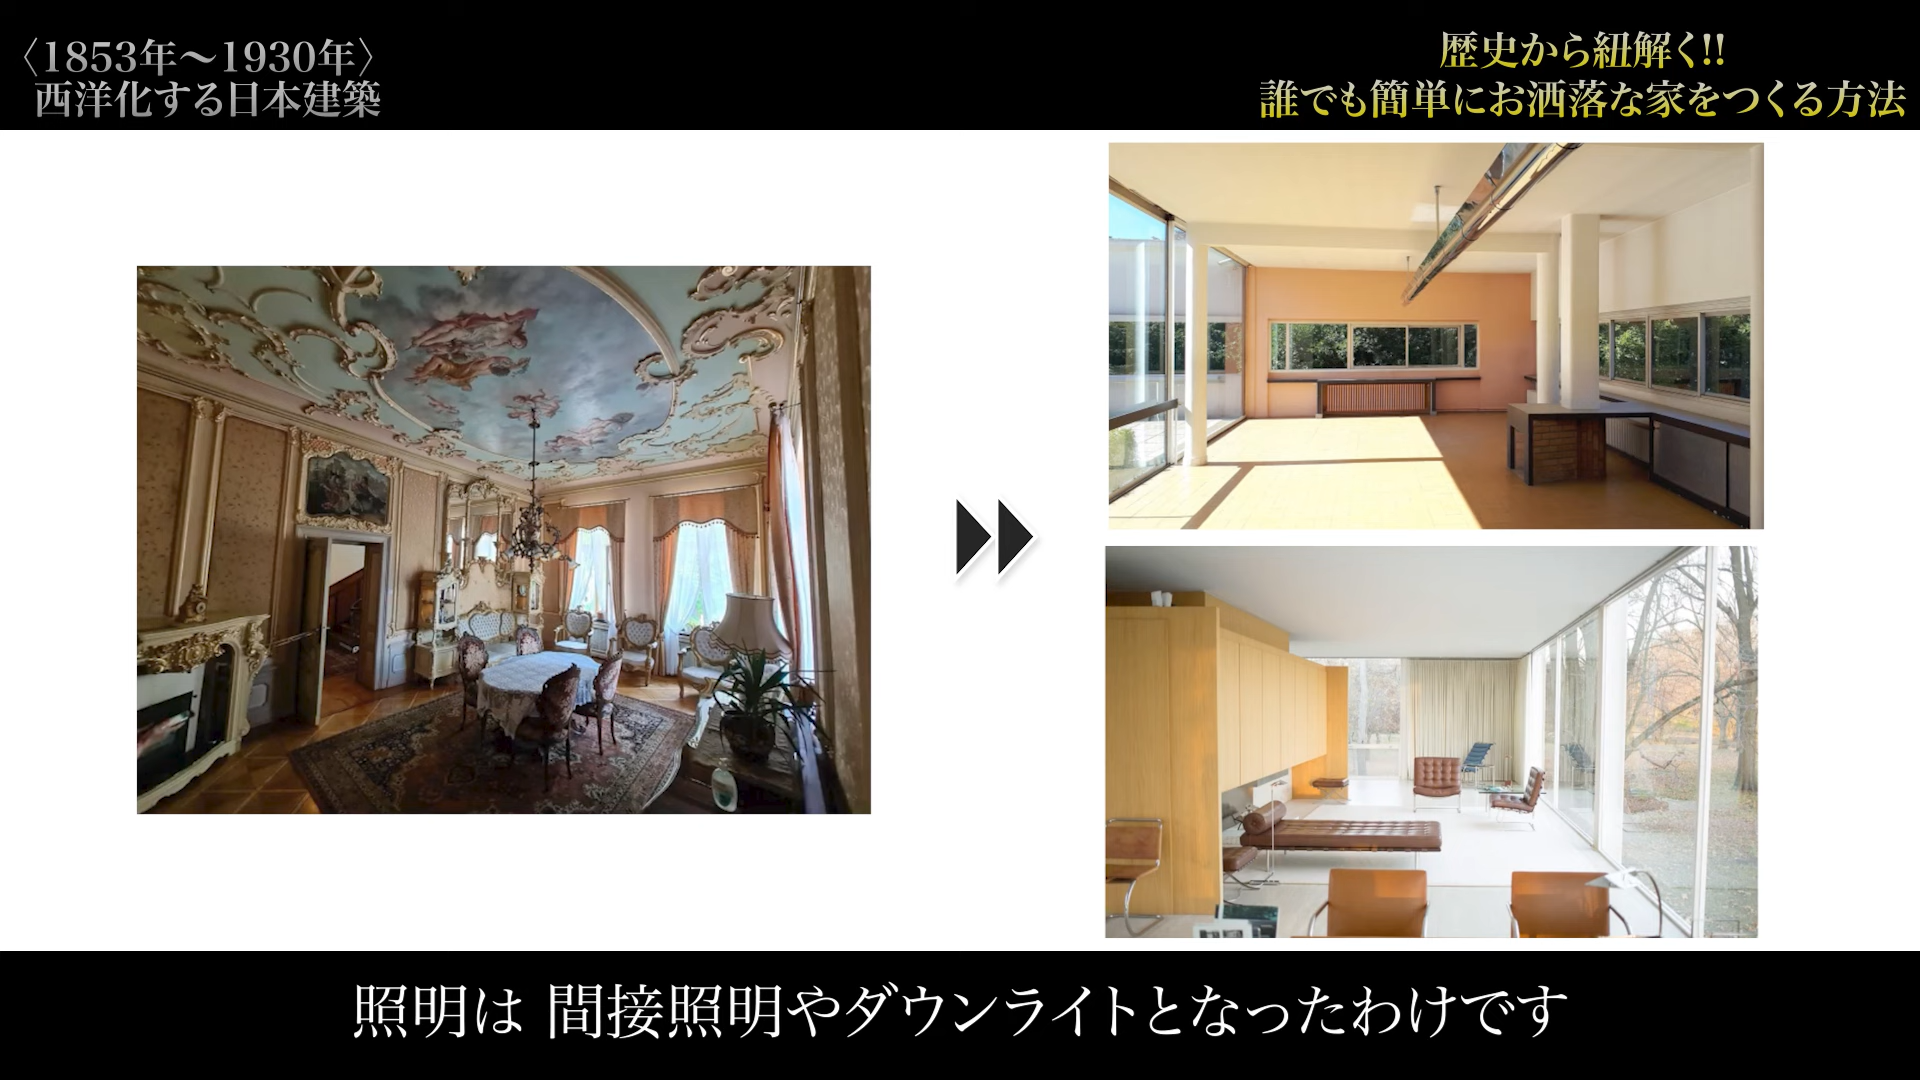 〈1853年～1930年〉
西洋化する日本建築
歴史から紐解く!!
誰でも簡単にお洒落な家をつくる方法
照明は 間接照明やダウンライトとなったわけです